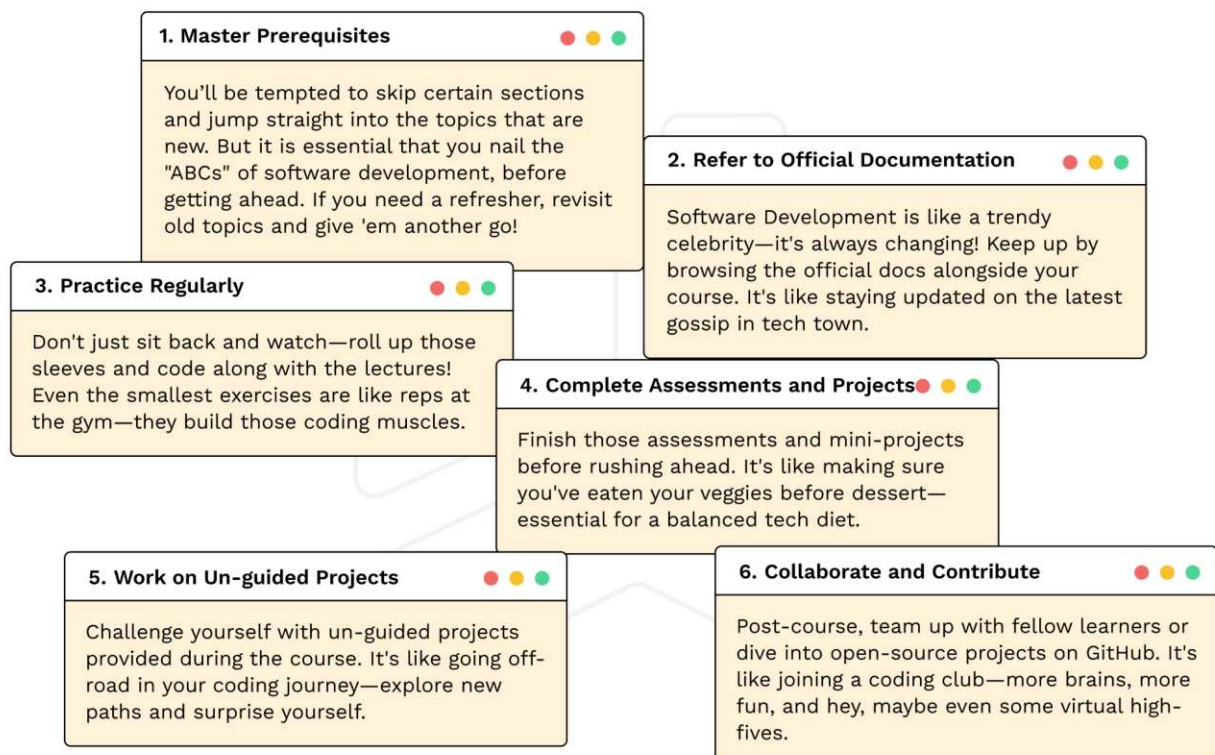 1. Master Prerequisites
You’ll be tempted to skip certain sections
and jump straight into the topics that are
new. But it is essential that you nail the
"ABCs" of software development, before
getting ahead. If you need a refresher, revisit
old topics and give 'em another go!
2. Refer to Official Documentation
Software Development is like a trendy
celebrity—it's always changing! Keep up by
browsing the official docs alongside your
course. It's like staying updated on the latest
gossip in tech town.
3. Practice Regularly
Don't just sit back and watch—roll up those
sleeves and code along with the lectures!
Even the smallest exercises are like reps at
the gym—they build those coding muscles.
4. Complete Assessments and Projects
Finish those assessments and mini-projects
before rushing ahead. It's like making sure
you've eaten your veggies before dessert—
essential for a balanced tech diet.
5. Work on Un-guided Projects
Challenge yourself with un-guided projects
provided during the course. It's like going off-
road in your coding journey—explore new
paths and surprise yourself.
6. Collaborate and Contribute
Post-course, team up with fellow learners or
dive into open-source projects on GitHub. It's
like joining a coding club—more brains, more
fun, and hey, maybe even some virtual high-
fives.